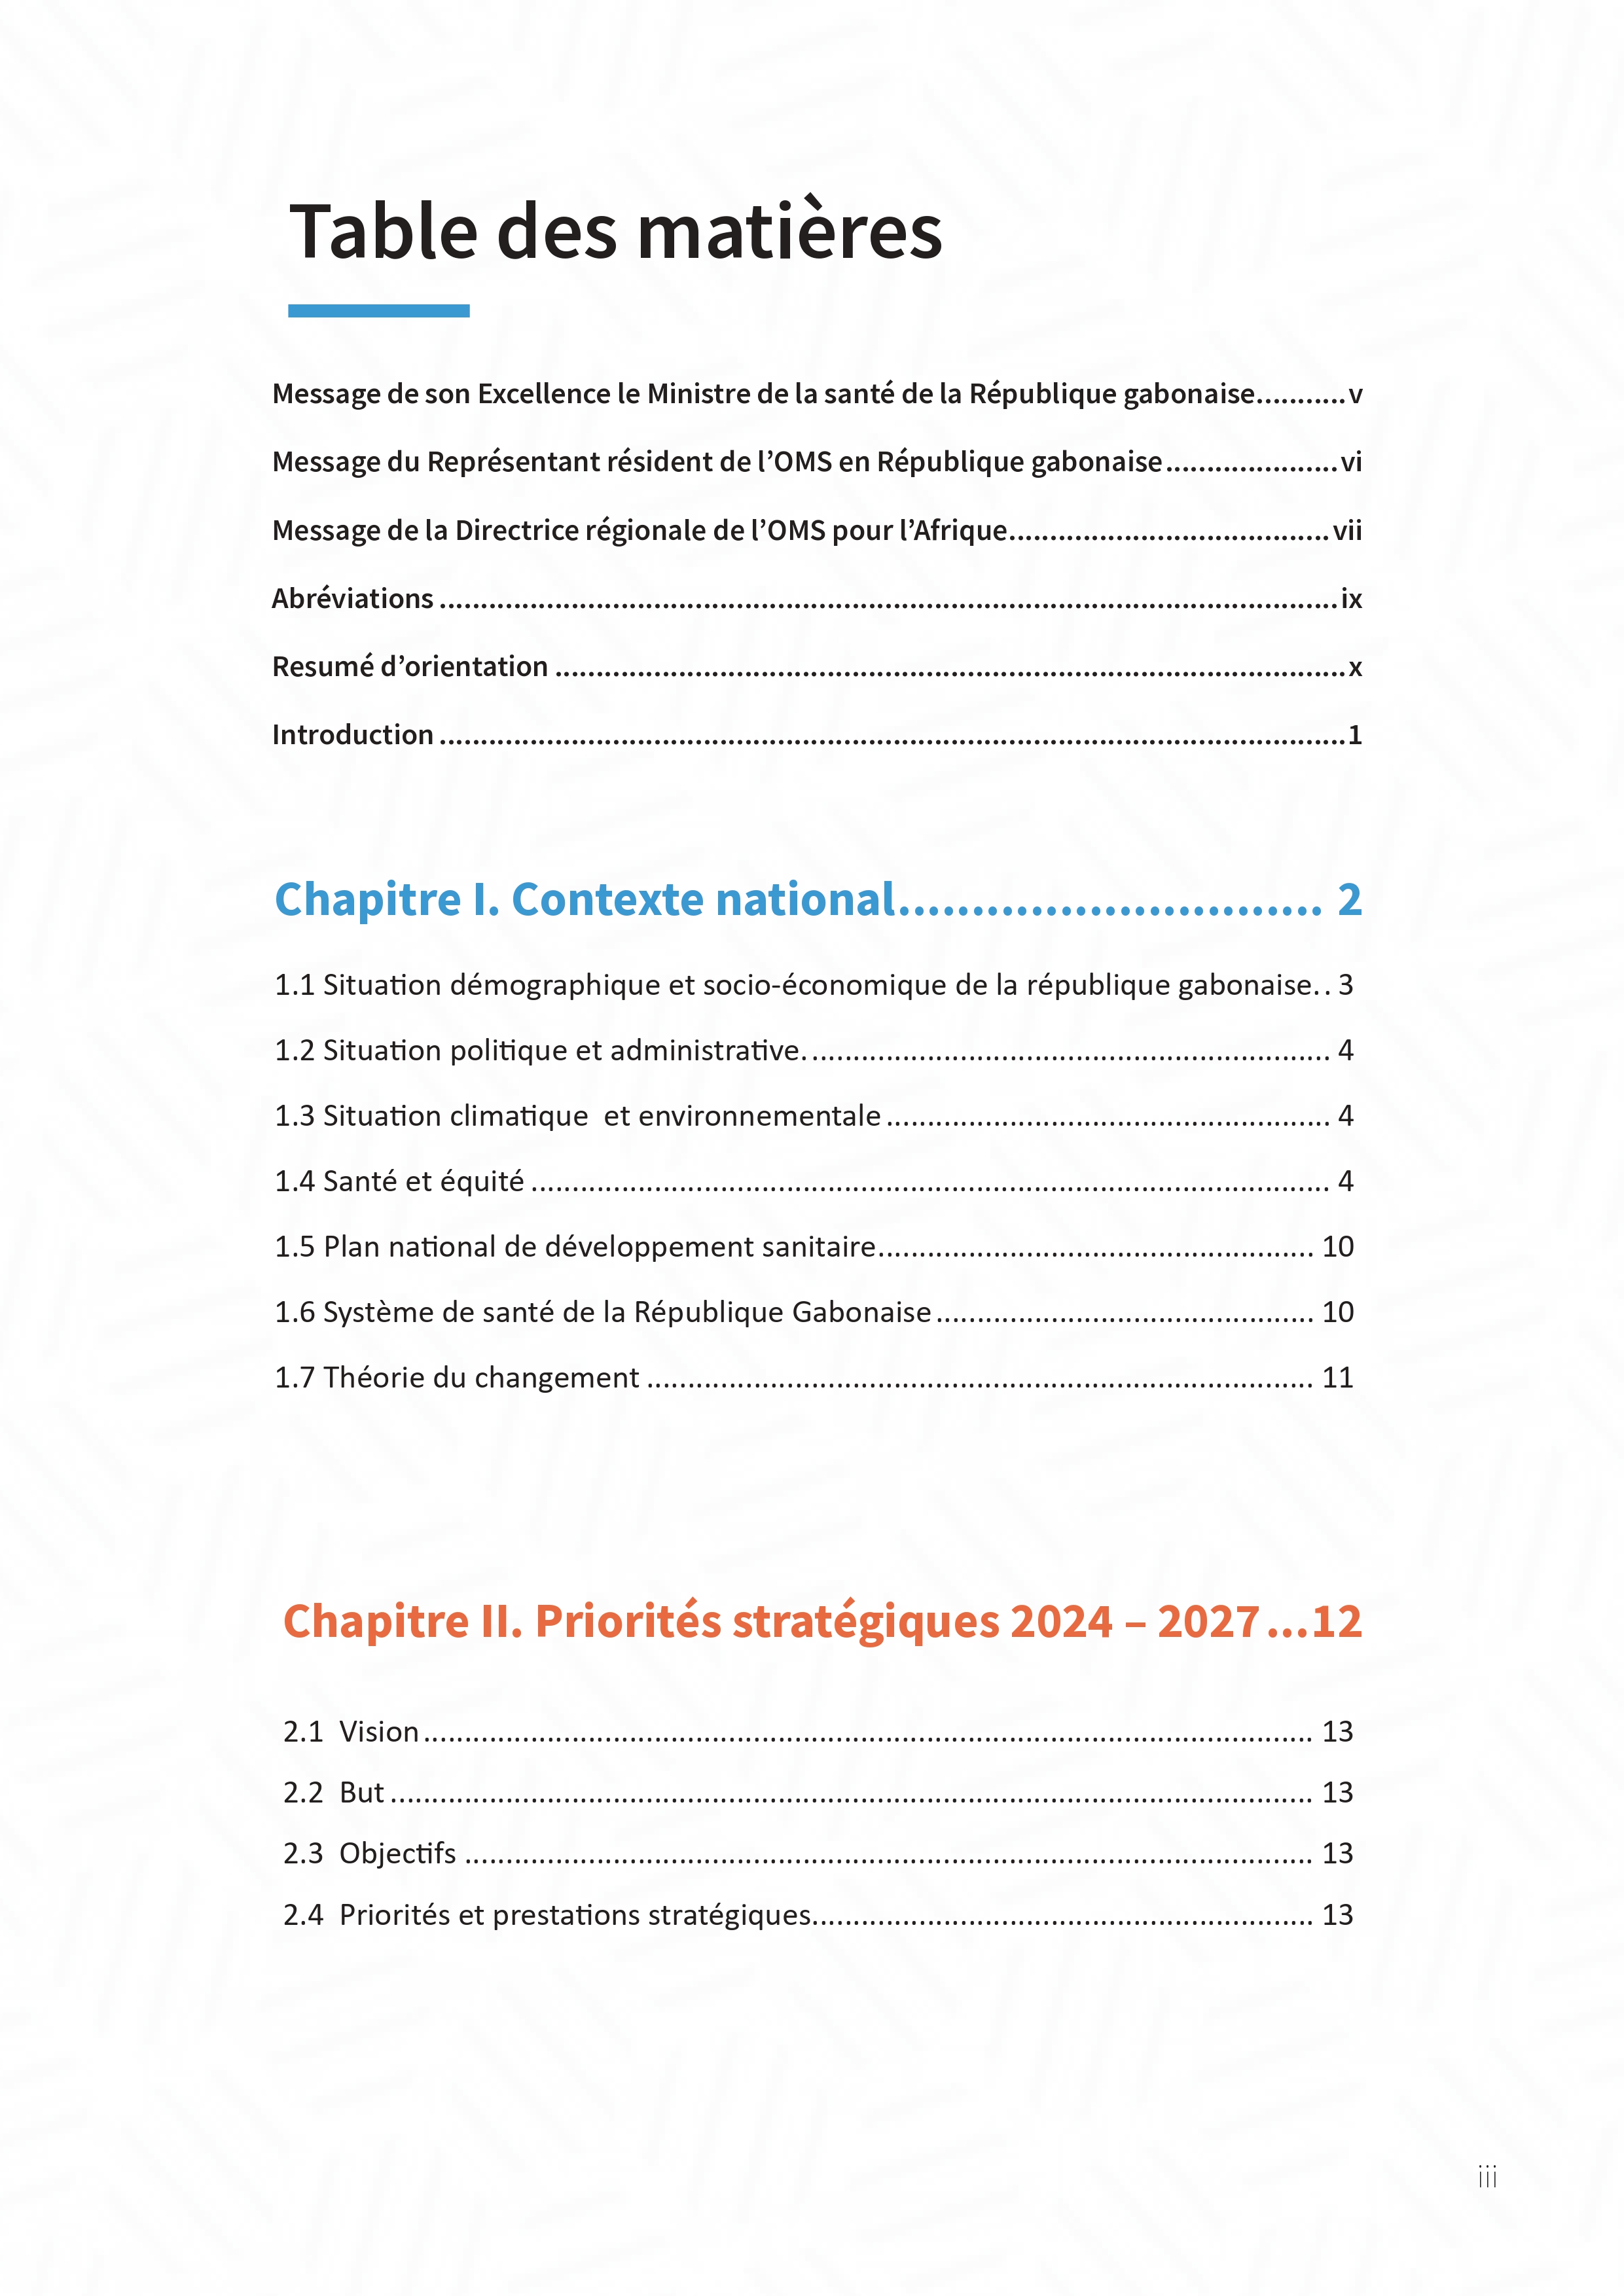 Table des matières
Message de son Excellence le Ministre de la santé de la République gabonaise...........v
Message du Représentant résident de l’OMS en République gabonaise.....................vi
Message de la Directrice régionale de l’OMS pour l’Afrique.......................................vii
Abréviations ..............................................................................................................ix
Resumé d’orientation .................................................................................................x
Introduction ...............................................................................................................1
Chapitre I. Contexte national............................. 2
1.1 Situation démographique et socio-économique de la république gabonaise. . 3
1.2 Situation politique et administrative. ................................................................ 4
1.3 Situation climatique  et environnementale ...................................................... 4
1.4 Santé et équité ................................................................................................. 4
1.5 Plan national de développement sanitaire..................................................... 10
1.6 Système de santé de la République Gabonaise .............................................. 10
1.7 Théorie du changement ................................................................................. 11
Chapitre II. Priorités stratégiques 2024 – 2027...12
2.1  Vision ............................................................................................................ 13
2.2  But ................................................................................................................ 13
2.3  Objectifs ....................................................................................................... 13
2.4  Priorités et prestations stratégiques............................................................. 13
iii